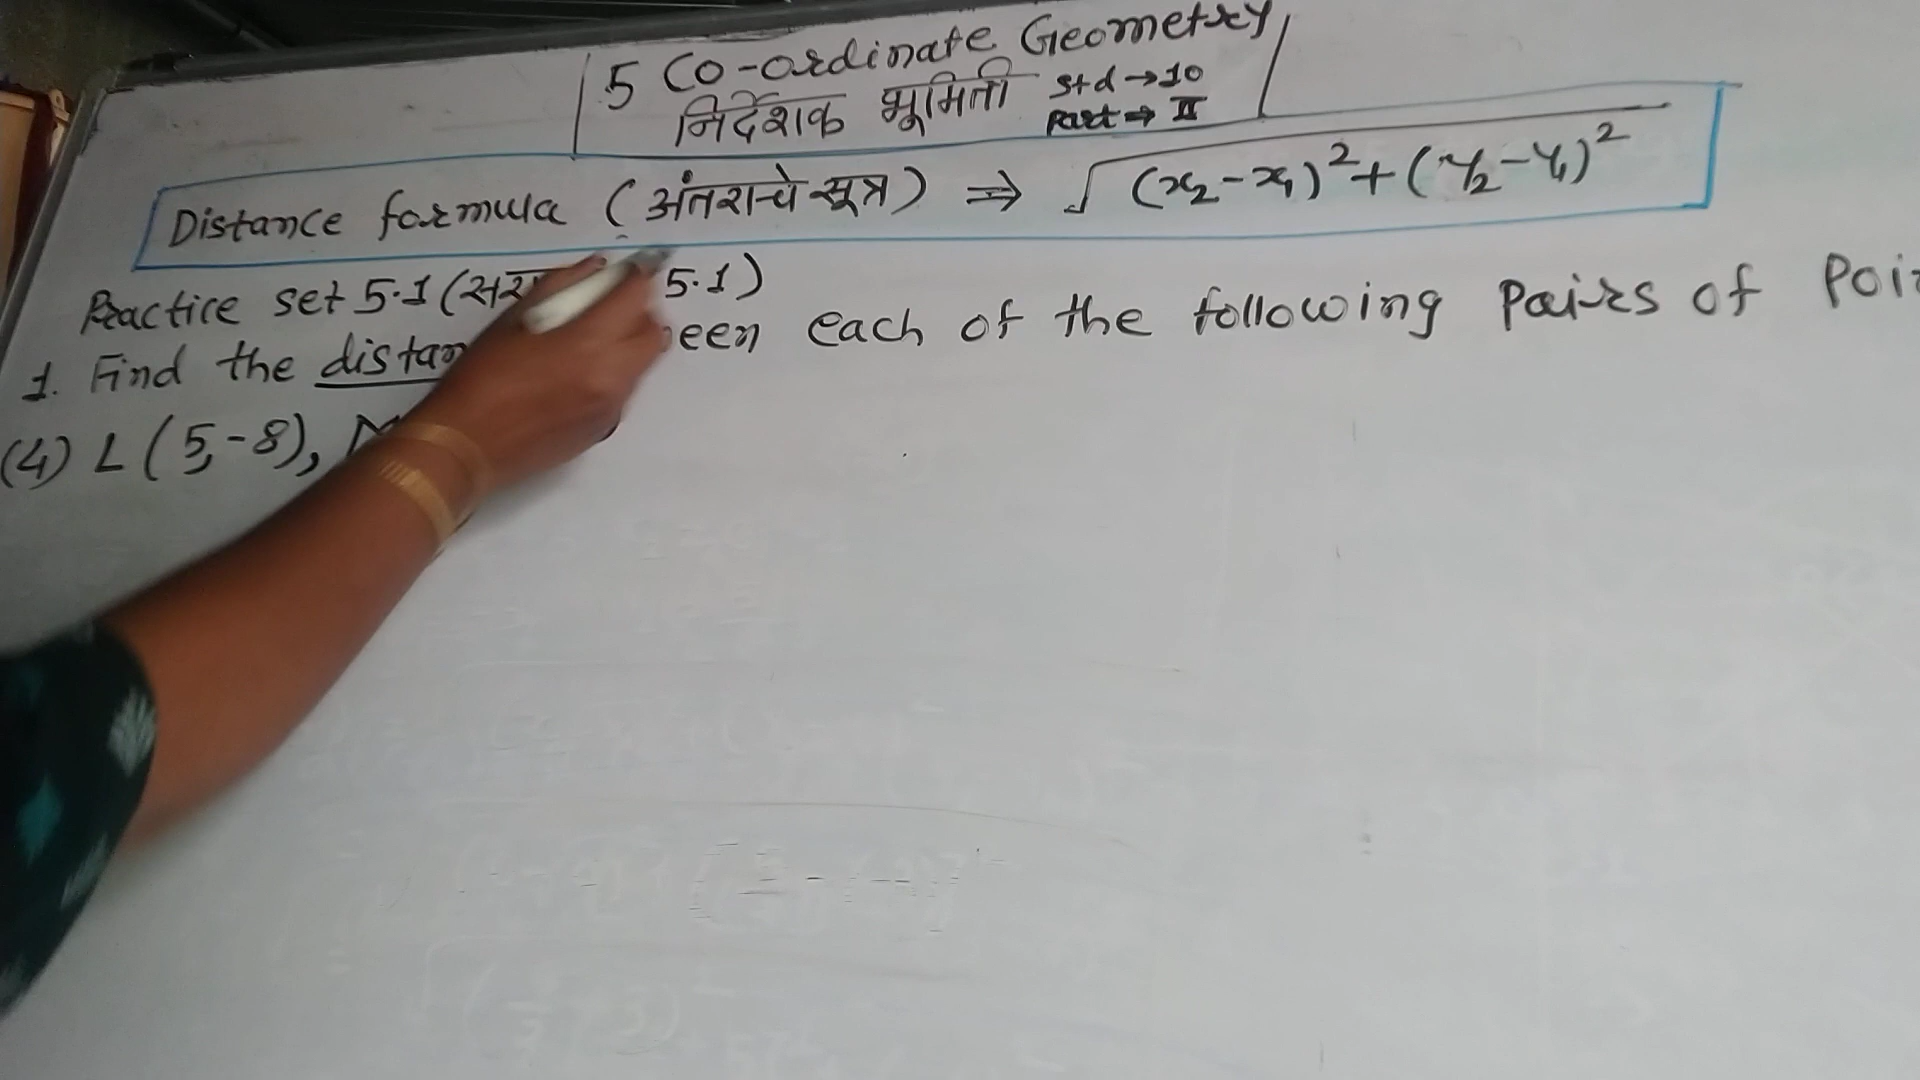 5 Co-ordinate Geometry
निर्देशक भूमिती std → 10
Part ⇒ II
Distance formula (अंतराचे सूत्र) ⇒ √(x₂-x₁)²+(y₂-y₁)²
Practice set 5.1 ( 5.1)
1. Find the each of the following Pairs of
(4) L (5,-8),